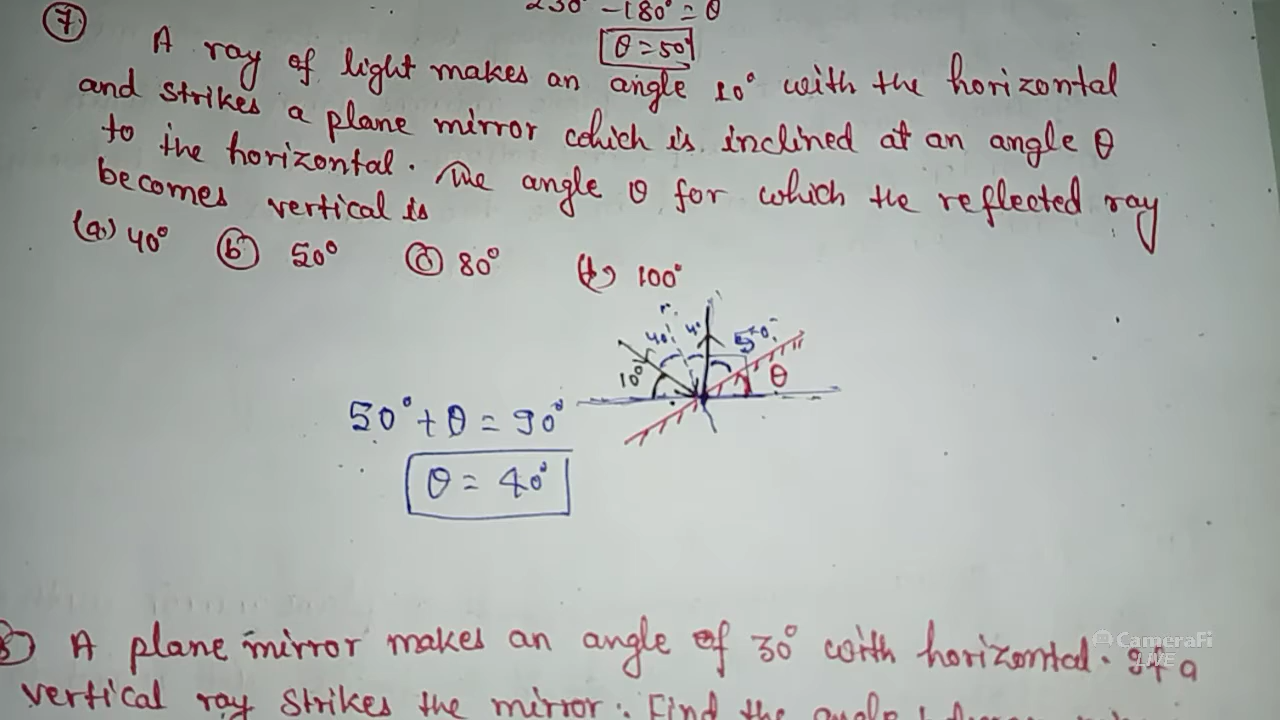 230° - 180° = θ
θ = 50°
⑦ A ray of light makes an angle 10° with the horizontal
and strikes a plane mirror which is inclined at an angle θ
to the horizontal. The angle θ for which the reflected ray
becomes vertical is
(a) 40° ⓑ 50° ⓒ 80° (d) 100°
r
40° 4° 50°
10° θ
50° + θ = 90°
θ = 40°
8) A plane mirror makes an angle of 30° with horizontal. If a
vertical ray strikes the mirror. Find the angle
CameraFi
LIVE